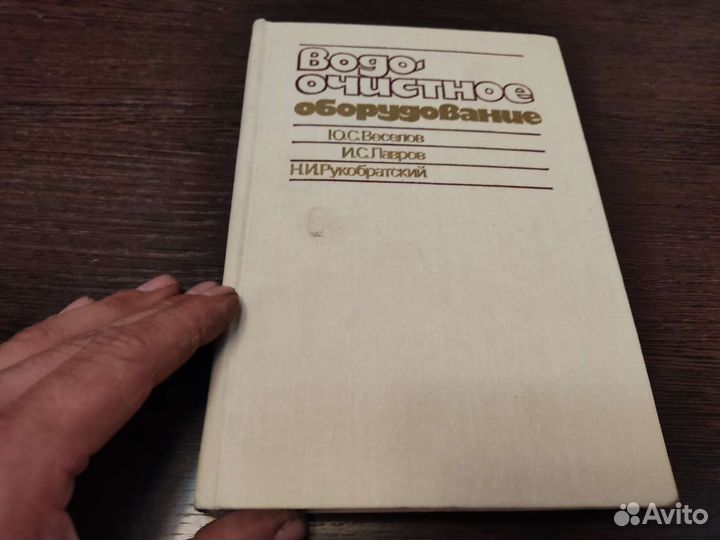 Водо-
очистное
оборудование
Ю.С.Веселов
И.С.Лавров
Н.И.Рукобратский
Avito